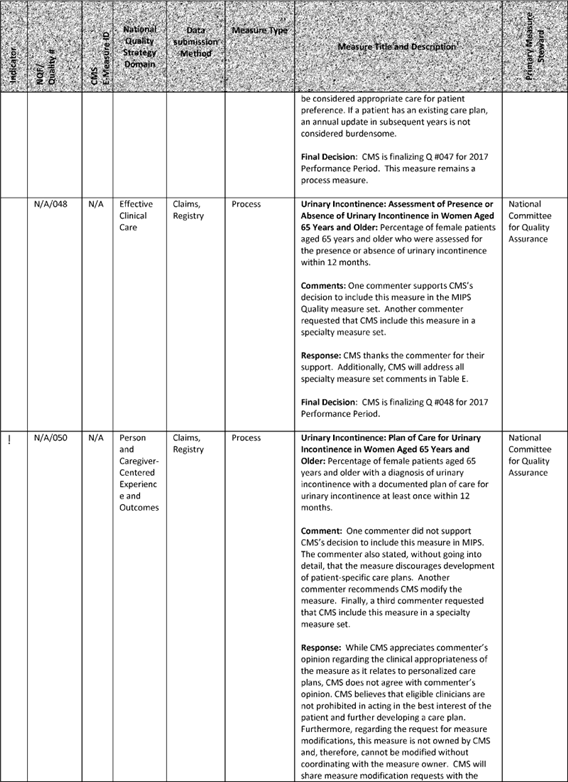 Indicator
NQF/
Quality #
CMS
E-Measure ID
National
Quality
Strategy
Domain
Data
submission
Method
Measure Type
Measure Title and Description
Primary Measure
Steward
be considered appropriate care for patient
preference. If a patient has an existing care plan,
an annual update in subsequent years is not
considered burdensome.
Final Decision: CMS is finalizing Q #047 for 2017
Performance Period. This measure remains a
process measure.
N/A/048
N/A
Effective
Clinical
Care
Claims,
Registry
Process
Urinary Incontinence: Assessment of Presence or
Absence of Urinary Incontinence in Women Aged
65 Years and Older: Percentage of female patients
aged 65 years and older who were assessed for
the presence or absence of urinary incontinence
within 12 months.
Comments: One commenter supports CMS's
decision to include this measure in the MIPS
Quality measure set. Another commenter
requested that CMS include this measure in a
specialty measure set.
Response: CMS thanks the commenter for their
support. Additionally, CMS will address all
specialty measure set comments in Table E.
Final Decision: CMS is finalizing Q #048 for 2017
Performance Period.
National
Committee
for Quality
Assurance
!
N/A/050
N/A
Person
and
Caregiver-
Centered
Experienc
e and
Outcomes
Claims,
Registry
Process
Urinary Incontinence: Plan of Care for Urinary
Incontinence in Women Aged 65 Years and
Older: Percentage of female patients aged 65
years and older with a diagnosis of urinary
incontinence with a documented plan of care for
urinary incontinence at least once within 12
months.
Comment: One commenter did not support
CMS's decision to include this measure in MIPS.
The commenter also stated, without going into
detail, that the measure discourages development
of patient-specific care plans. Another
commenter recommends CMS modify the
measure. Finally, a third commenter requested
that CMS include this measure in a specialty
measure set.
Response: While CMS appreciates commenter's
opinion regarding the clinical appropriateness of
the measure as it relates to personalized care
plans, CMS does not agree with commenter's
opinion. CMS believes that eligible clinicians are
not prohibited in acting in the best interest of the
patient and further developing a care plan.
Furthermore, regarding the request for measure
modifications, this measure is not owned by CMS
and, therefore, cannot be modified without
coordinating with the measure owner. CMS will
share measure modification requests with the
National
Committee
for Quality
Assurance